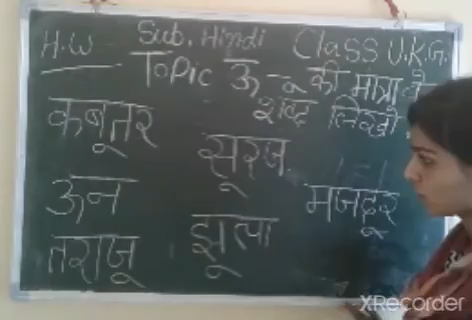 H.W Sub. Hindi Class U.K.G.
Topic ऊ - ू की मात्रा के
शब्द लिखो
कबूतर
सूरज
ऊन
मजदूर
तराजू
झूला
XRecorder